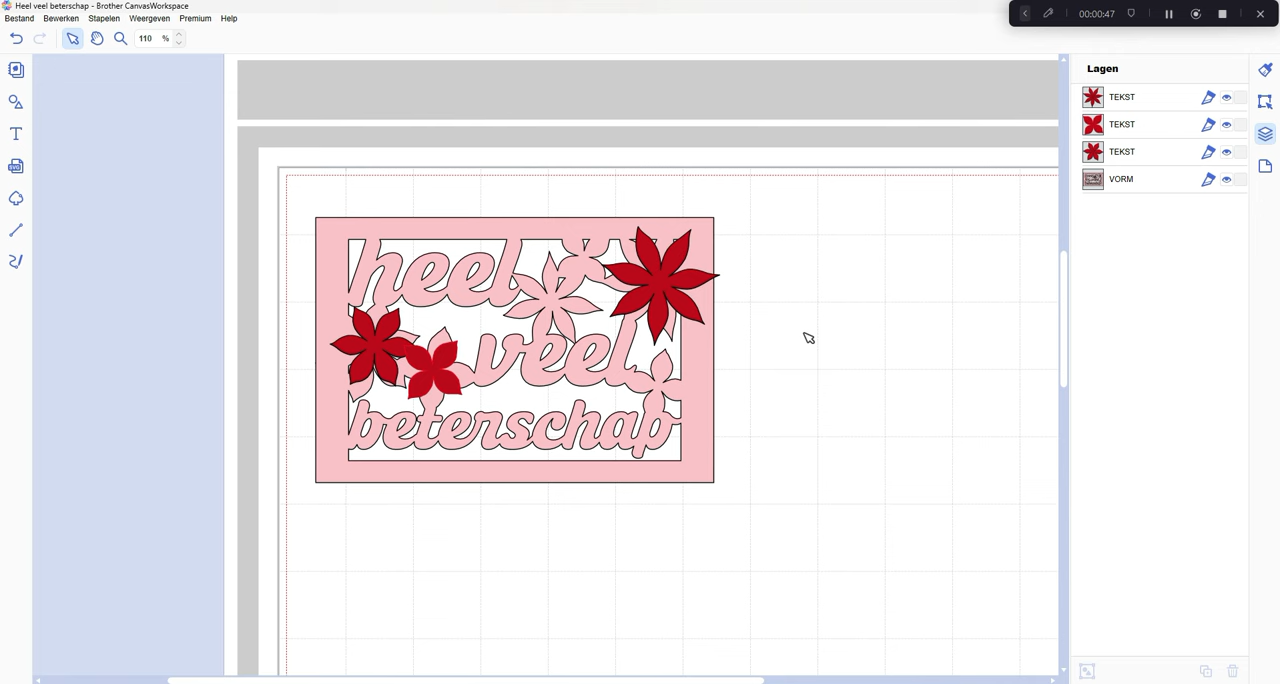 Heel veel beterschap - Brother CanvasWorkspace
Bestand Bewerken Stapelen Weergeven Premium Help
00:00:47
110 %
Lagen
TEKST
TEKST
TEKST
VORM
SVG
heel
veel
beterschap